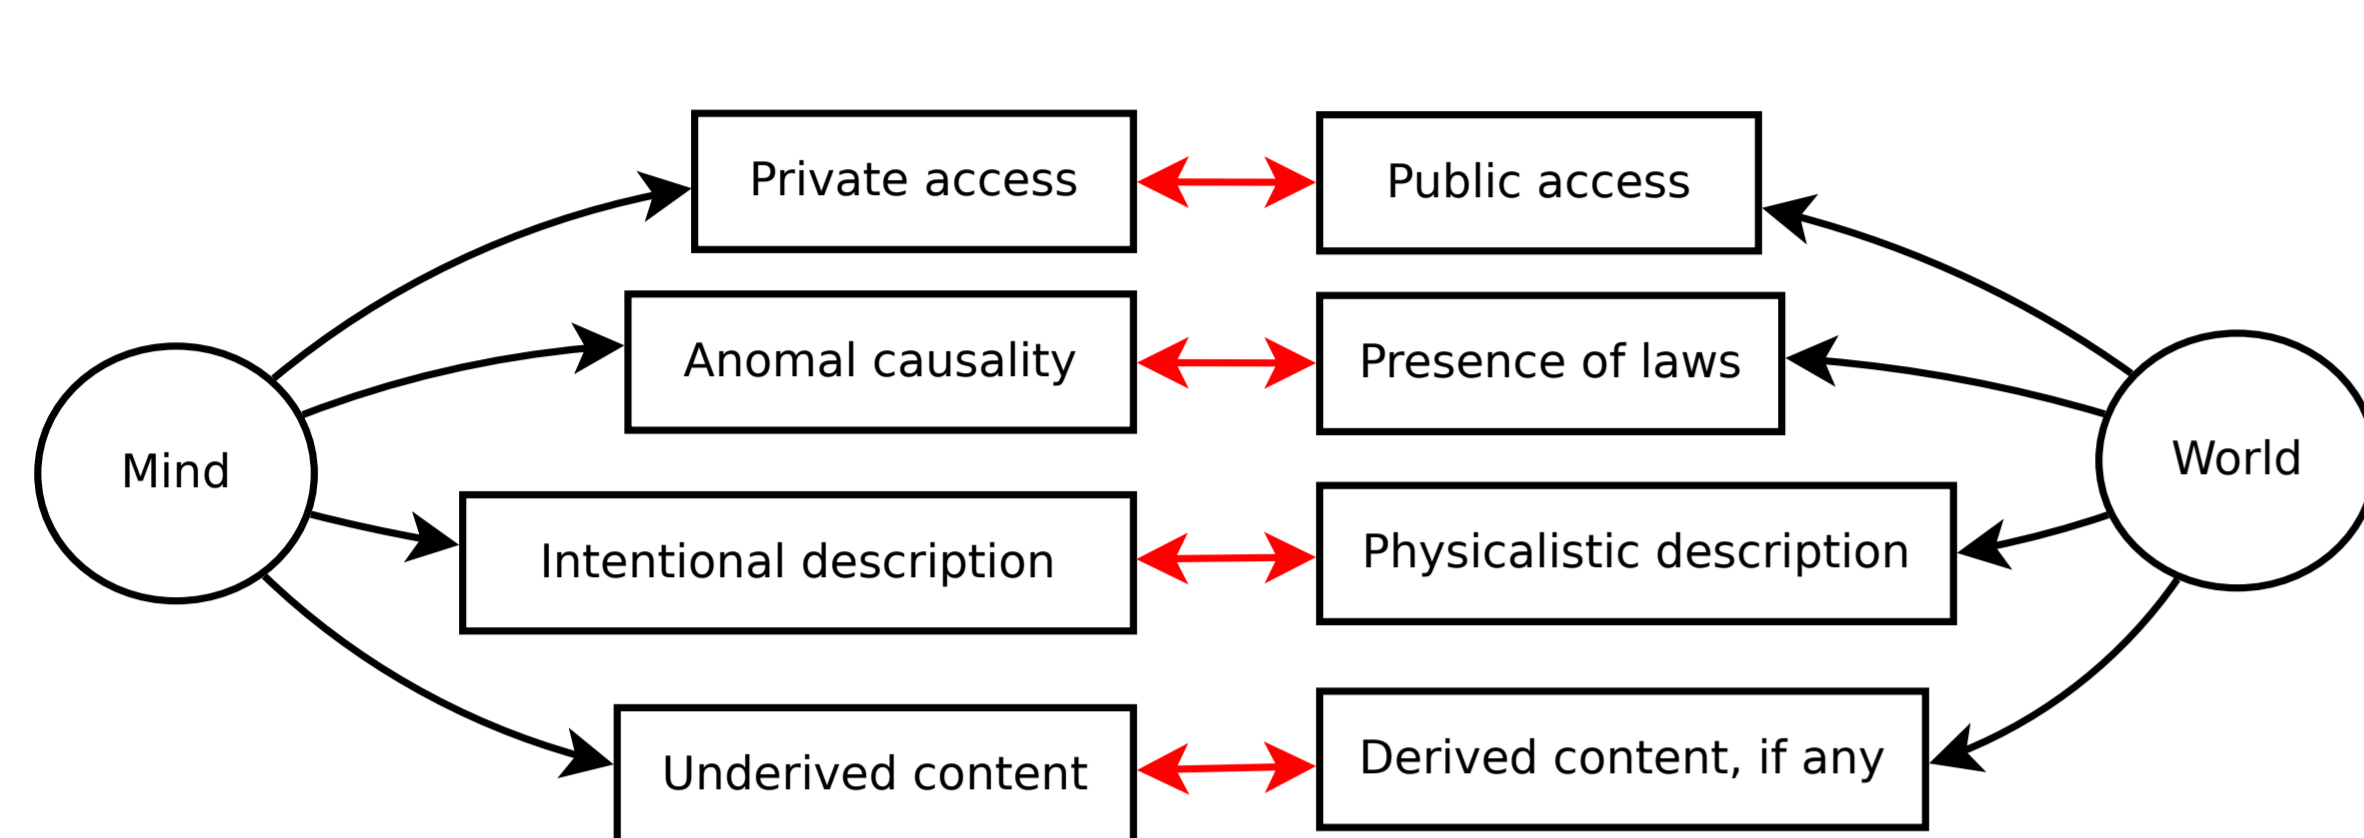 Private access
Public access
Anomal causality
Presence of laws
Mind
World
Intentional description
Physicalistic description
Underived content
Derived content, if any